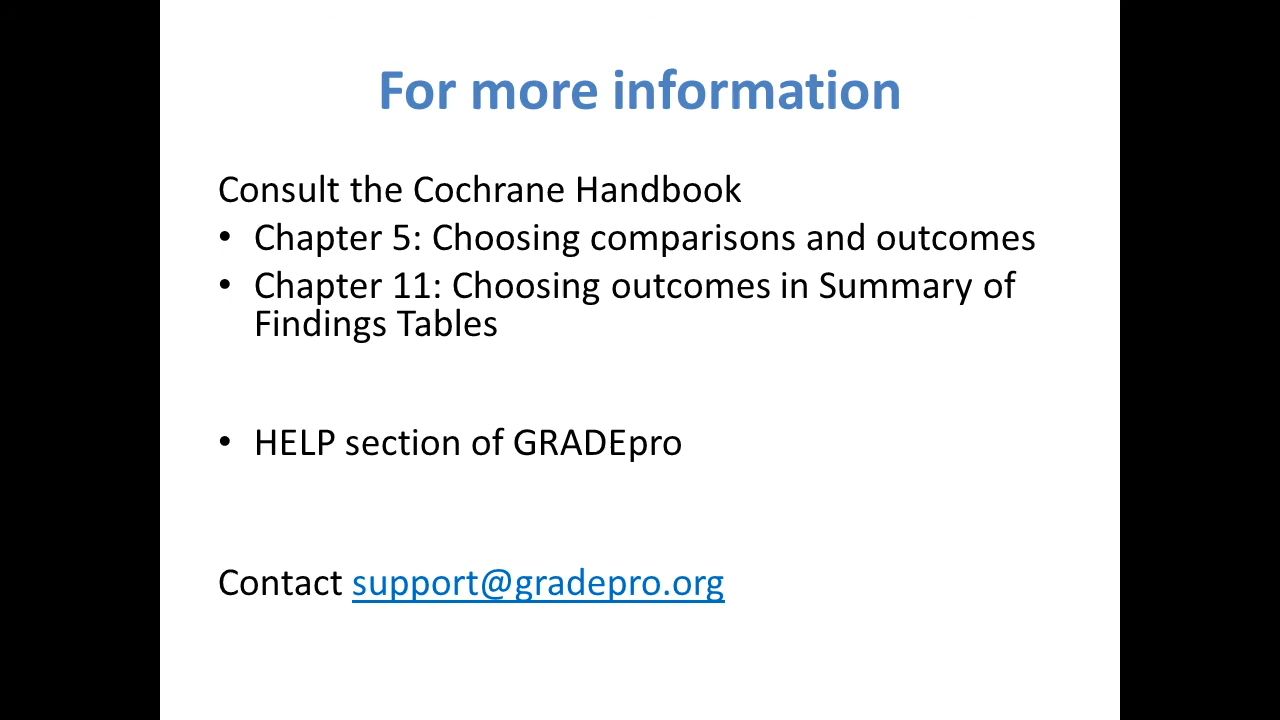 For more information
Consult the Cochrane Handbook
• Chapter 5: Choosing comparisons and outcomes
• Chapter 11: Choosing outcomes in Summary of
Findings Tables
• HELP section of GRADEpro
Contact support@gradepro.org